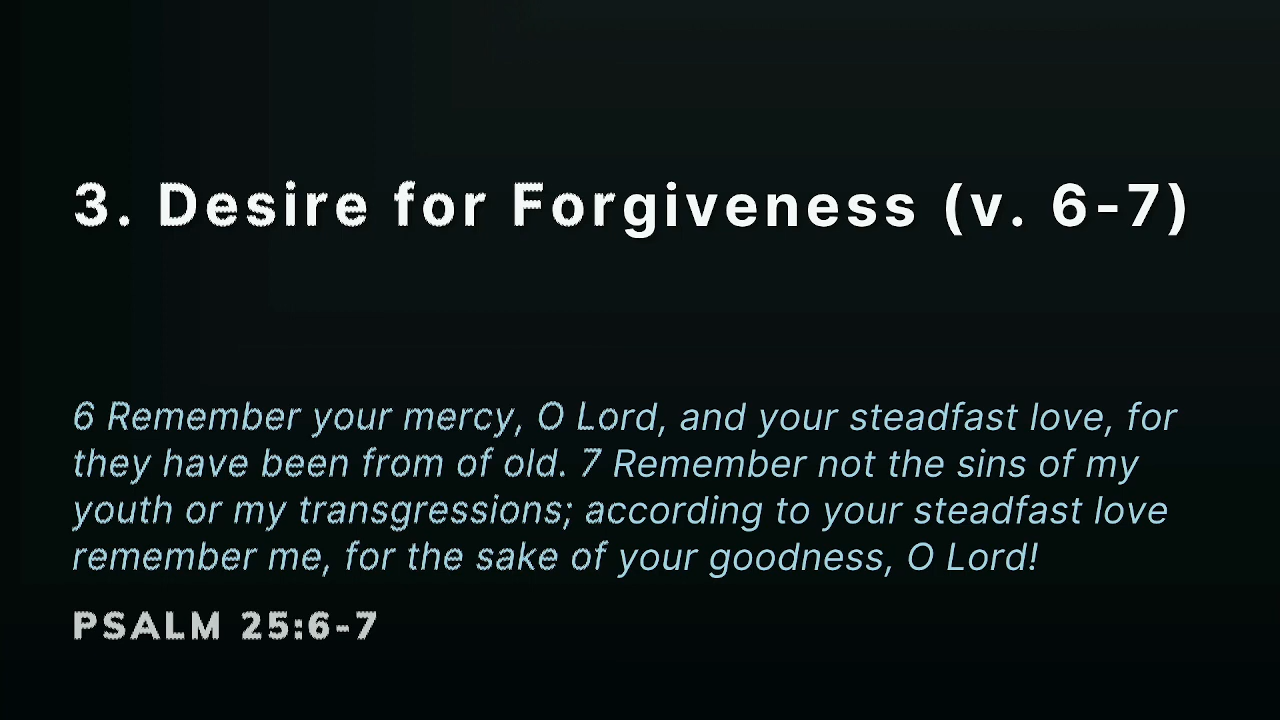 3. Desire for Forgiveness (v. 6-7)
6 Remember your mercy, O Lord, and your steadfast love, for
they have been from of old. 7 Remember not the sins of my
youth or my transgressions; according to your steadfast love
remember me, for the sake of your goodness, O Lord!
PSALM 25:6-7